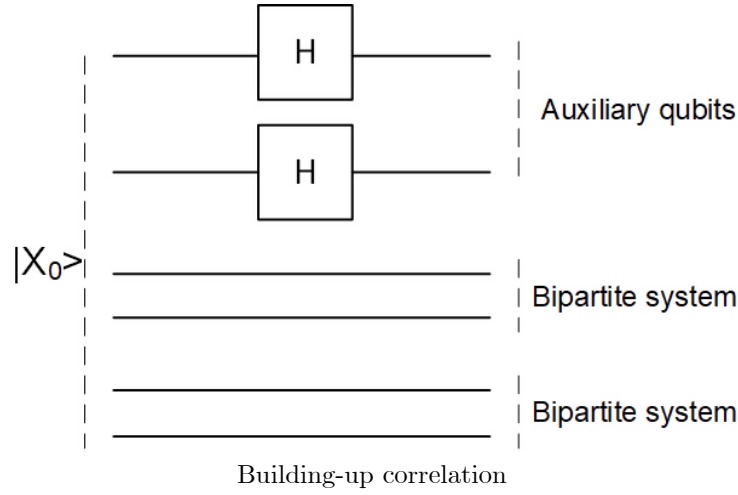 H
Auxiliary qubits
H
|X₀>
Bipartite system
Bipartite system
Building-up correlation